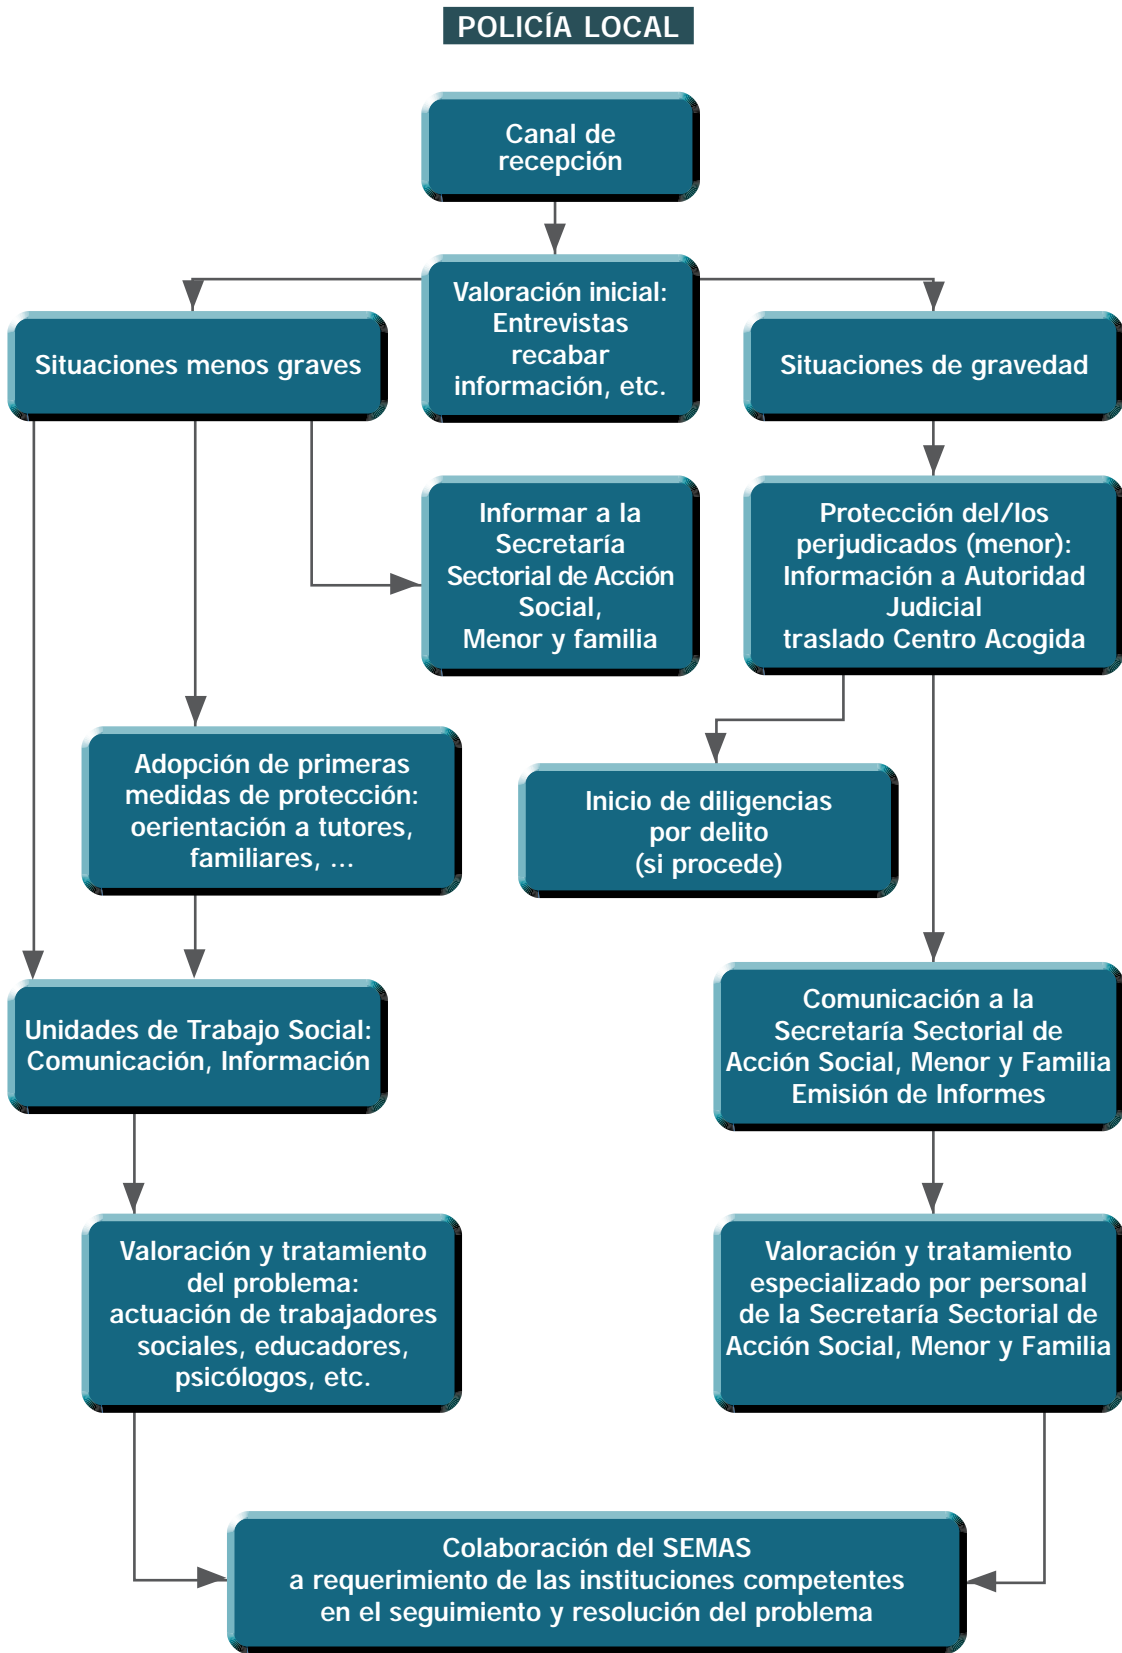 POLICÍA LOCAL
Canal de
recepción
Valoración inicial:
Entrevistas
recabar
información, etc.
Situaciones menos graves
Situaciones de gravedad
Informar a la
Secretaría
Sectorial de Acción
Social,
Menor y familia
Protección del/los
perjudicados (menor):
Información a Autoridad
Judicial
traslado Centro Acogida
Adopción de primeras
medidas de protección:
oerientación a tutores,
familiares, ...
Inicio de diligencias
por delito
(si procede)
Unidades de Trabajo Social:
Comunicación, Información
Comunicación a la
Secretaría Sectorial de
Acción Social, Menor y Familia
Emisión de Informes
Valoración y tratamiento
del problema:
actuación de trabajadores
sociales, educadores,
psicólogos, etc.
Valoración y tratamiento
especializado por personal
de la Secretaría Sectorial de
Acción Social, Menor y Familia
Colaboración del SEMAS
a requerimiento de las instituciones competentes
en el seguimiento y resolución del problema